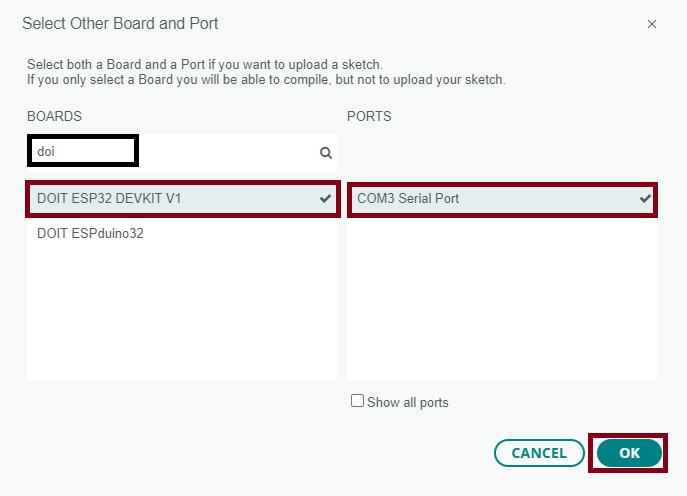 Select Other Board and Port
Select both a Board and a Port if you want to upload a sketch.
If you only select a Board you will be able to compile, but not to upload your sketch.
BOARDS
PORTS
doi
DOIT ESP32 DEVKIT V1
COM3 Serial Port
DOIT ESPduino32
Show all ports
CANCEL
OK